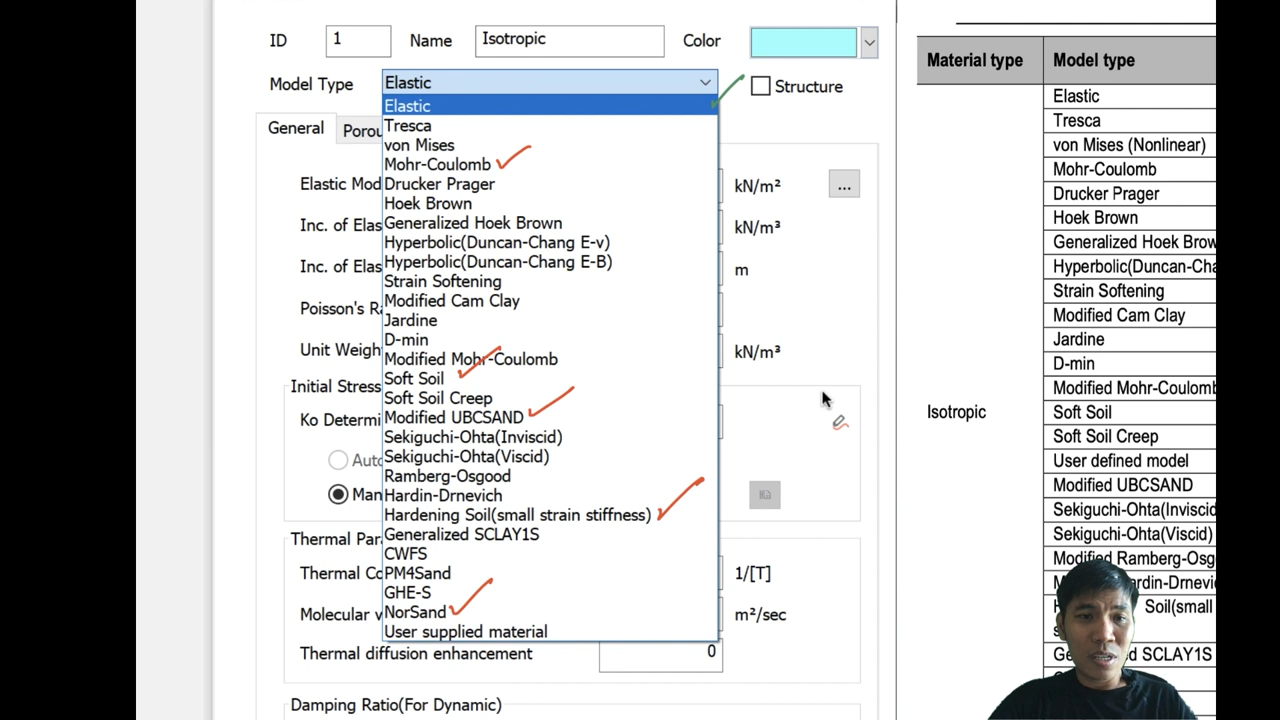 ID 1 Name Isotropic Color
Model Type Elastic Structure
Elastic
Tresca
von Mises
Mohr-Coulomb
Drucker Prager
Hoek Brown
Generalized Hoek Brown
Hyperbolic(Duncan-Chang E-v)
Hyperbolic(Duncan-Chang E-B)
Strain Softening
Modified Cam Clay
Jardine
D-min
Modified Mohr-Coulomb
Soft Soil
Soft Soil Creep
Modified UBCSAND
Sekiguchi-Ohta(Inviscid)
Sekiguchi-Ohta(Viscid)
Ramberg-Osgood
Hardin-Drnevich
Hardening Soil(small strain stiffness)
Generalized SCLAY1S
CWFS
PM4Sand
GHE-S
NorSand
User supplied material
General Porou
Elastic Mod kN/m² ...
Inc. of Elas kN/m³
Inc. of Elas m
Poisson's Ra
Unit Weigh kN/m³
Initial Stress
Ko Determi
Auto
Man
Thermal Par
Thermal Co 1/[T]
Molecular v m²/sec
Thermal diffusion enhancement 0
Damping Ratio(For Dynamic)
Material type Model type
Isotropic
Elastic
Tresca
von Mises (Nonlinear)
Mohr-Coulomb
Drucker Prager
Hoek Brown
Generalized Hoek Brow
Hyperbolic(Duncan-Cha
Strain Softening
Modified Cam Clay
Jardine
D-min
Modified Mohr-Coulomb
Soft Soil
Soft Soil Creep
User defined model
Modified UBCSAND
Sekiguchi-Ohta(Inviscid
Sekiguchi-Ohta(Viscid)
Modified Ramberg-Osg
rdin-Drnevic
Soil(small
SCLAY1S